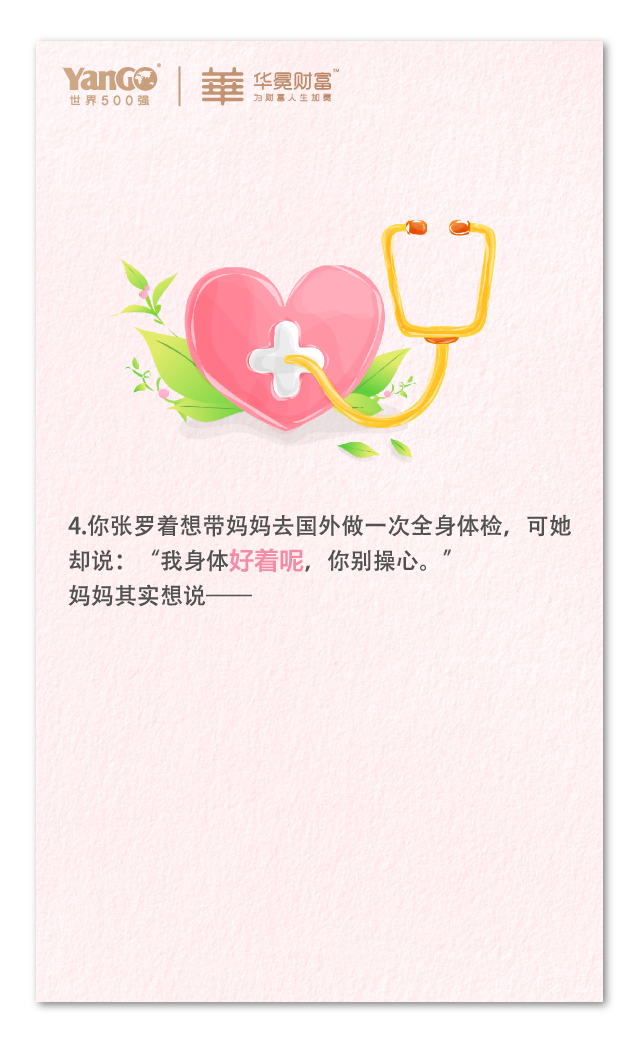 YanGO®
世界500强
華
华冕财富™
为财富人生加冕
4.你张罗着想带妈妈去国外做一次全身体检，可她
却说：“我身体好着呢，你别操心。”
妈妈其实想说——